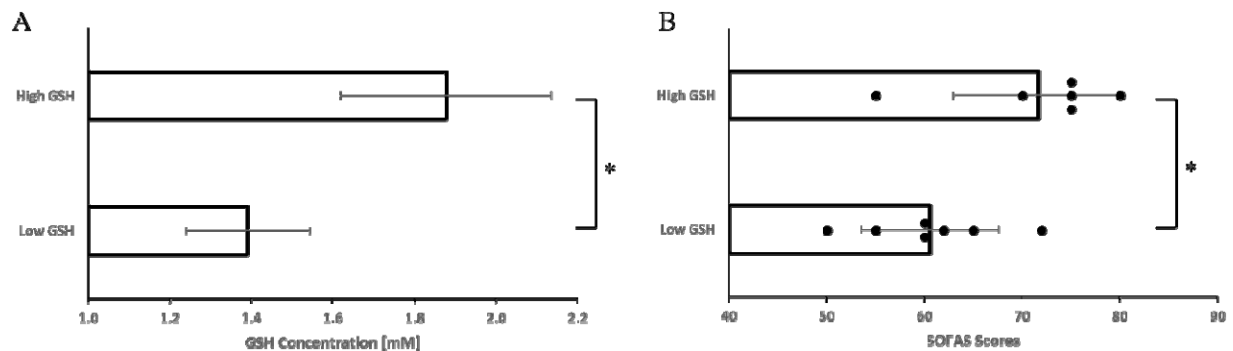 A
High GSH
*
Low GSH
1.0 1.2 1.4 1.6 1.8 2.0 2.2
GSH Concentration [mM]
B
High GSH
*
Low GSH
40 50 60 70 80 90
SOFAS Scores